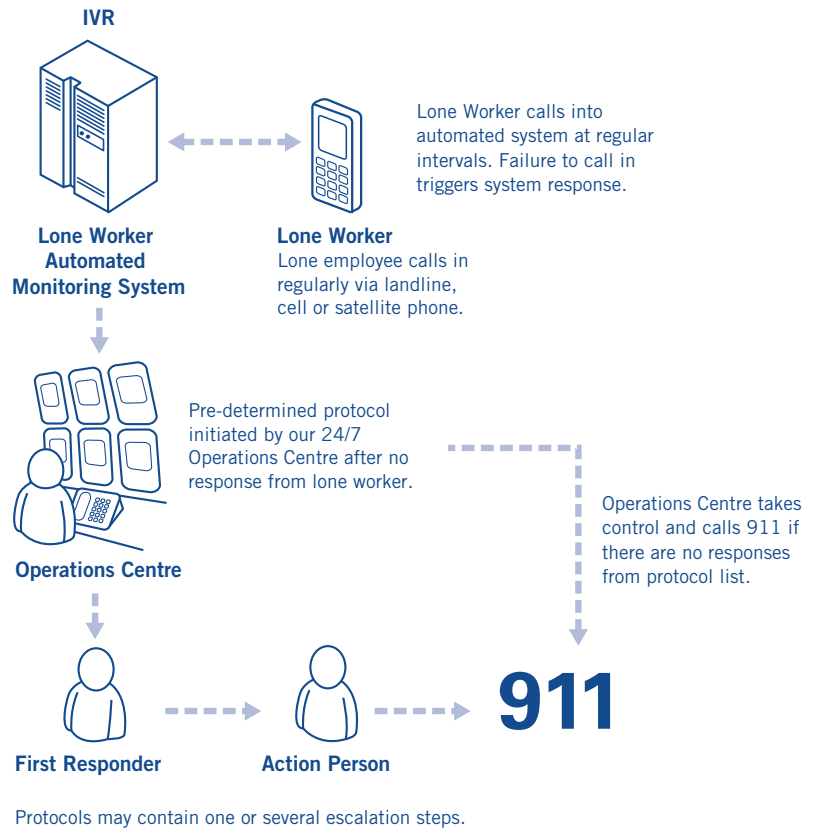 IVR
Lone Worker calls into
automated system at regular
intervals. Failure to call in
triggers system response.
Lone Worker
Automated
Monitoring System
Lone Worker
Lone employee calls in
regularly via landline,
cell or satellite phone.
Pre-determined protocol
initiated by our 24/7
Operations Centre after no
response from lone worker.
Operations Centre takes
control and calls 911 if
there are no responses
from protocol list.
Operations Centre
911
First Responder
Action Person
Protocols may contain one or several escalation steps.